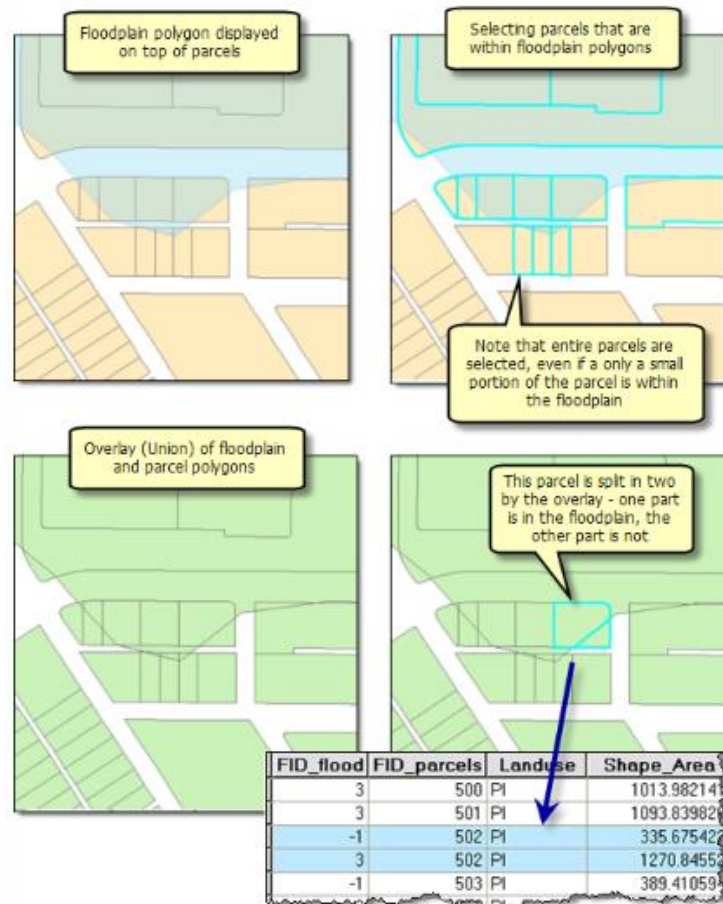 Floodplain polygon displayed
on top of parcels
Selecting parcels that are
within floodplain polygons
Note that entire parcels are
selected, even if a only a small
portion of the parcel is within
the floodplain
Overlay (Union) of floodplain
and parcel polygons
This parcel is split in two
by the overlay - one part
is in the floodplain, the
other part is not
FID_flood FID_parcels Landuse Shape_Area
3 500 PI 1013.982141
3 501 PI 1093.83982
-1 502 PI 335.67542
3 502 PI 1270.84552
-1 503 PI 389.41059